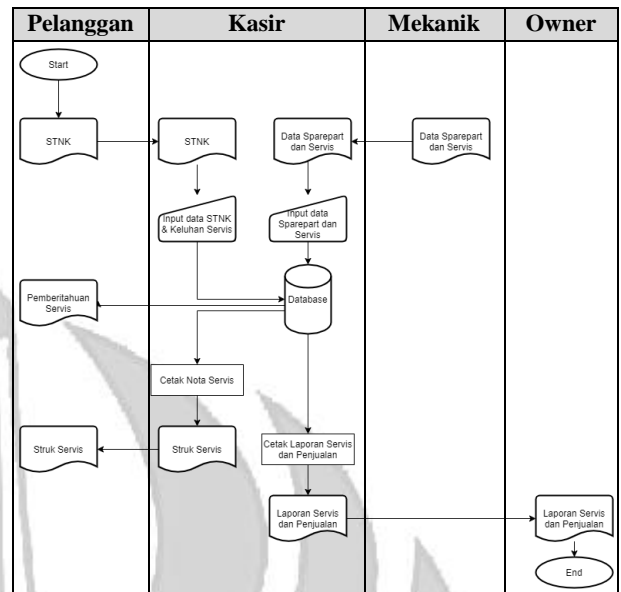 Pelanggan Kasir Mekanik Owner
Start
STNK
STNK
Data Sparepart
dan Servis
Data Sparepart
dan Servis
Input data STNK
& Keluhan Servis
Input data
Sparepart dan
Servis
Pemberitahuan
Servis
Database
Cetak Nota Servis
Struk Servis
Struk Servis
Cetak Laporan Servis
dan Penjualan
Laporan Servis
dan Penjualan
Laporan Servis
dan Penjualan
End